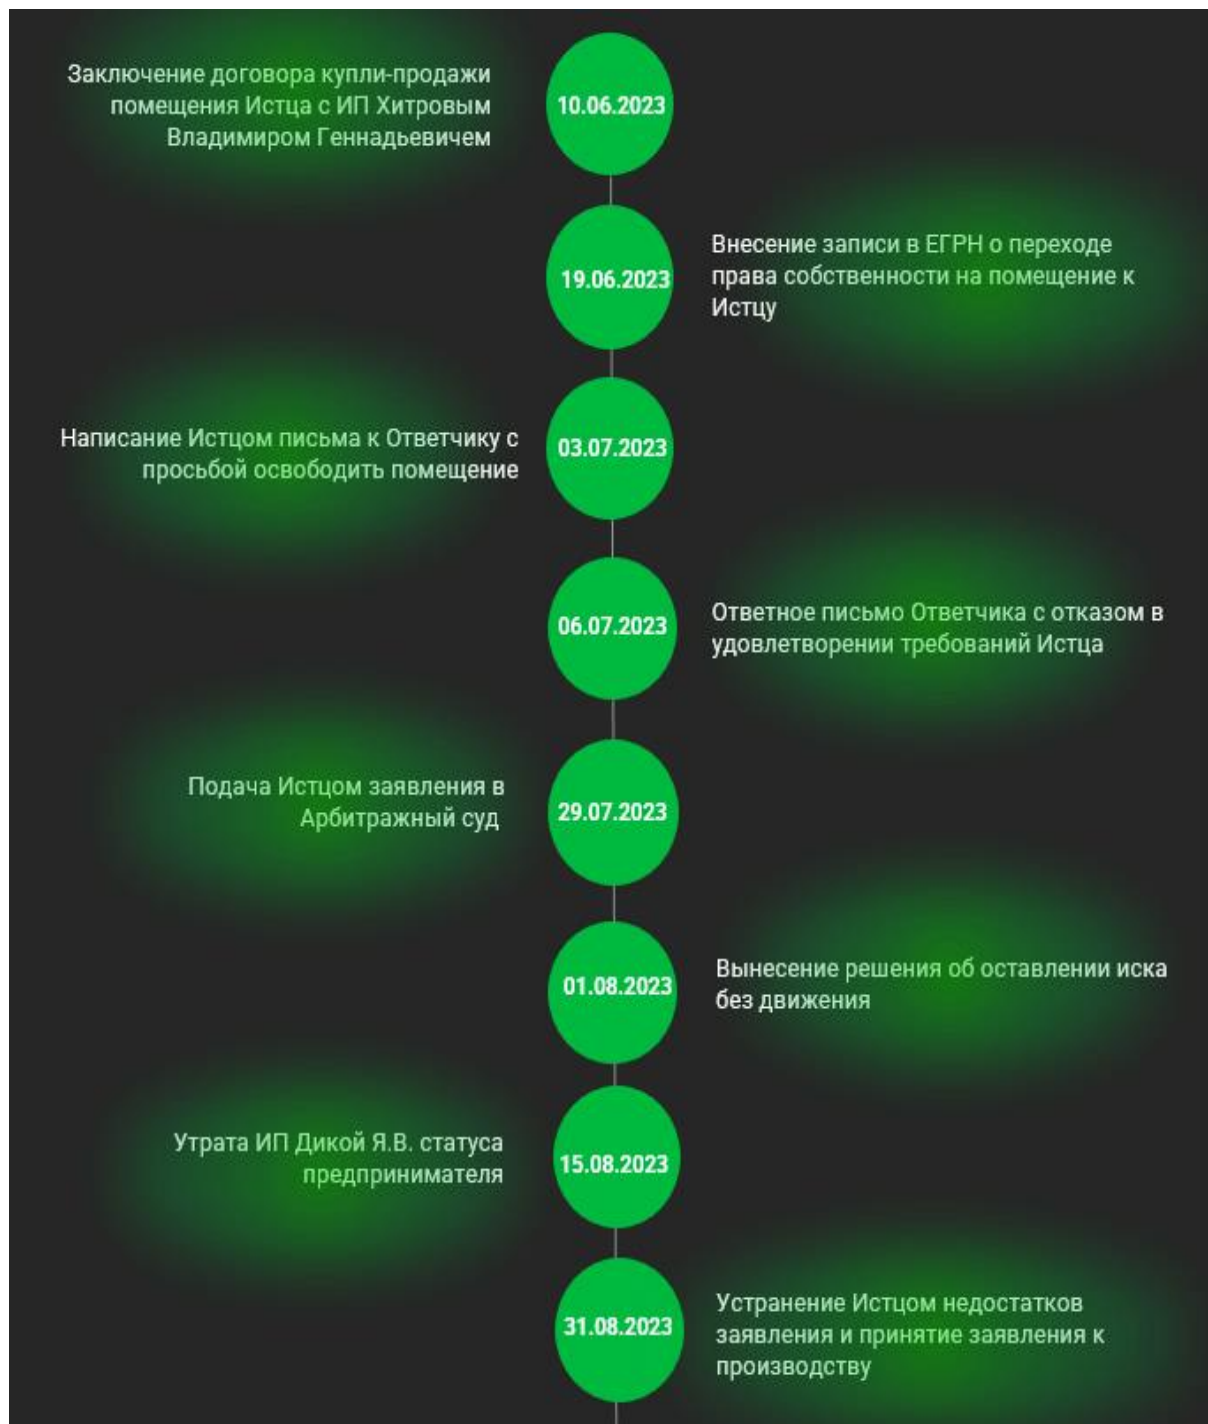 Заключение договора купли-продажи
помещения Истца с ИП Хитровым
Владимиром Геннадьевичем
10.06.2023
19.06.2023
Внесение записи в ЕГРН о переходе
права собственности на помещение к
Истцу
Написание Истцом письма к Ответчику с
просьбой освободить помещение
03.07.2023
06.07.2023
Ответное письмо Ответчика с отказом в
удовлетворении требований Истца
Подача Истцом заявления в
Арбитражный суд
29.07.2023
01.08.2023
Вынесение решения об оставлении иска
без движения
Утрата ИП Дикой Я.В. статуса
предпринимателя
15.08.2023
31.08.2023
Устранение Истцом недостатков
заявления и принятие заявления к
производству